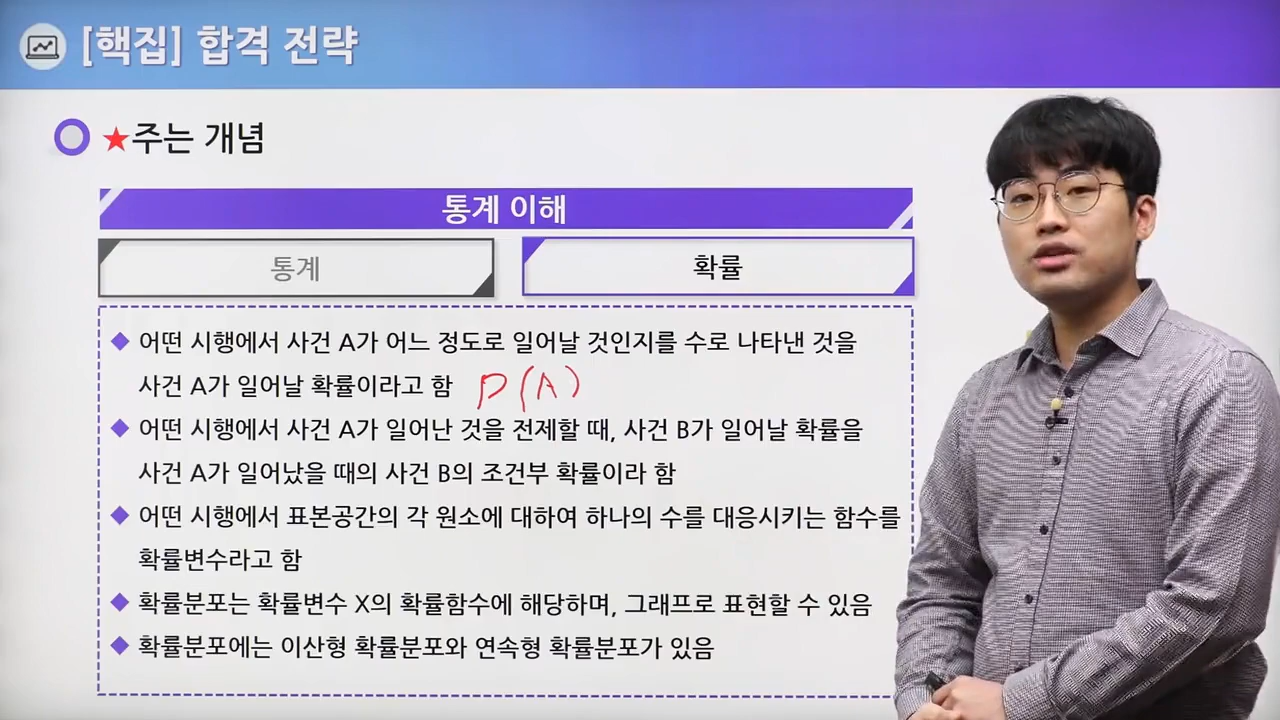 [핵집] 합격 전략
★주는 개념
통계 이해
통계
확률
◆ 어떤 시행에서 사건 A가 어느 정도로 일어날 것인지를 수로 나타낸 것을
사건 A가 일어날 확률이라고 함 P(A)
◆ 어떤 시행에서 사건 A가 일어난 것을 전제할 때, 사건 B가 일어날 확률을
사건 A가 일어났을 때의 사건 B의 조건부 확률이라 함
◆ 어떤 시행에서 표본공간의 각 원소에 대하여 하나의 수를 대응시키는 함수를
확률변수라고 함
◆ 확률분포는 확률변수 X의 확률함수에 해당하며, 그래프로 표현할 수 있음
◆ 확률분포에는 이산형 확률분포와 연속형 확률분포가 있음